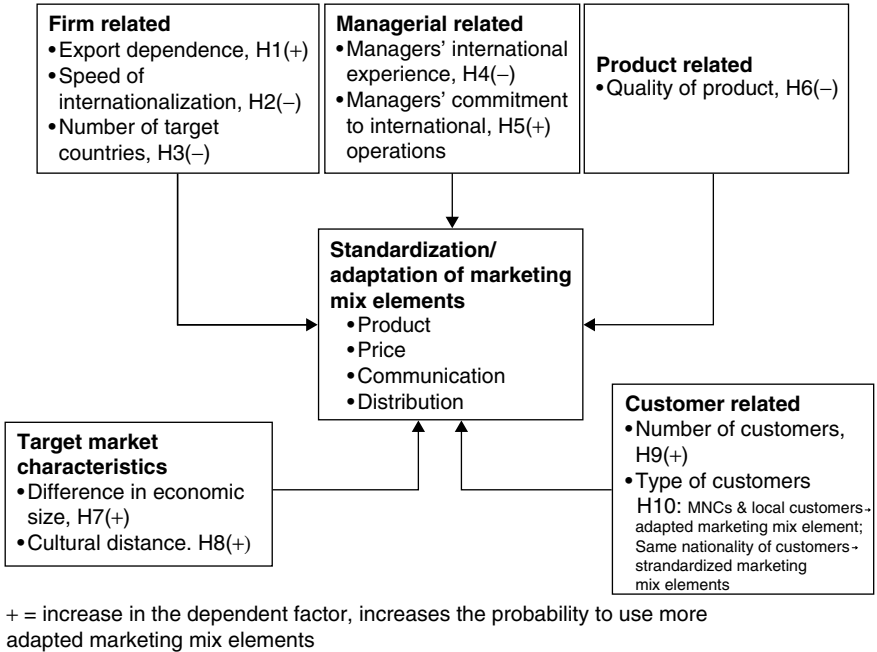 Firm related
•Export dependence, H1(+)
•Speed of
internationalization, H2(−)
•Number of target
countries, H3(−)
Managerial related
•Managers' international
experience, H4(−)
•Managers' commitment
to international, H5(+)
operations
Product related
•Quality of product, H6(−)
Standardization/
adaptation of marketing
mix elements
•Product
•Price
•Communication
•Distribution
Target market
characteristics
•Difference in economic
size, H7(+)
•Cultural distance. H8(+)
Customer related
•Number of customers,
H9(+)
•Type of customers
H10: MNCs & local customers→
adapted marketing mix element;
Same nationality of customers→
strandardized marketing
mix elements
+ = increase in the dependent factor, increases the probability to use more
adapted marketing mix elements